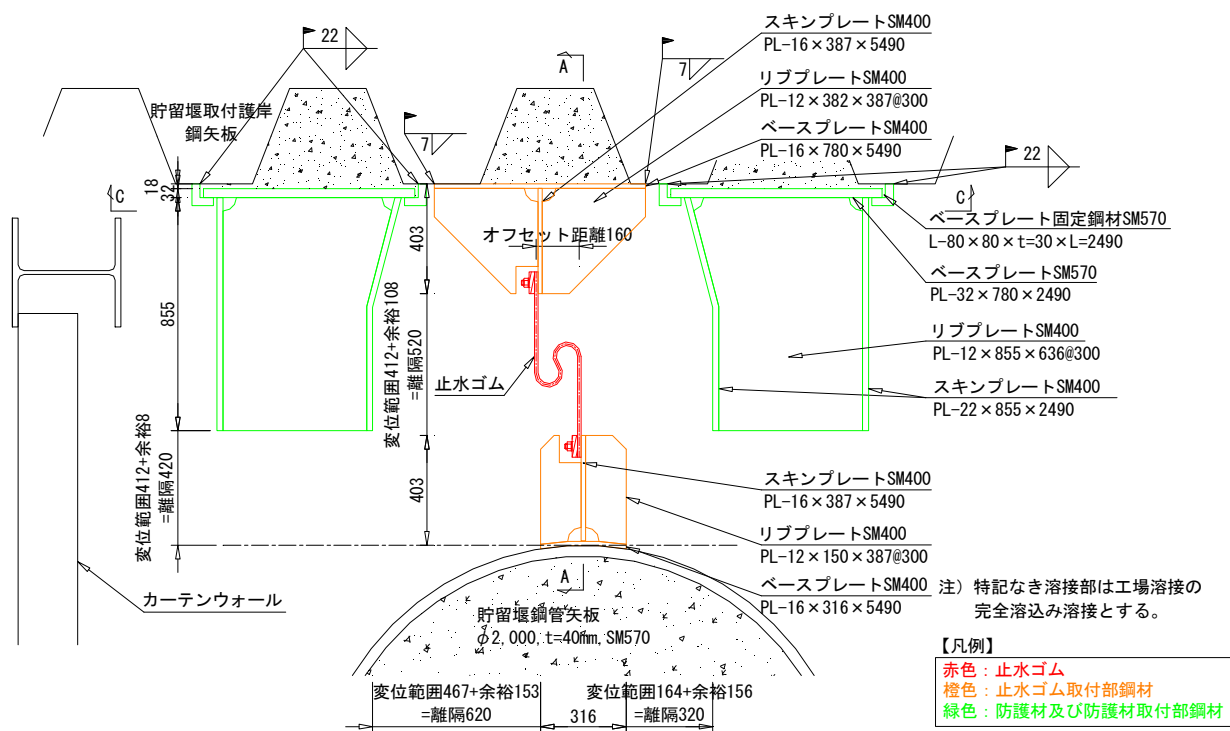 スキンプレートSM400
PL-16×387×5490
22
A
7
リブプレートSM400
PL-12×382×387@300
貯留堰取付護岸
鋼矢板
7
ベースプレートSM400
PL-16×780×5490
22
18
32
C
C
403
オフセット距離160
ベースプレート固定鋼材SM570
L-80×80×t=30×L=2490
ベースプレートSM570
PL-32×780×2490
855
変位範囲412+余裕108
=離隔520
リブプレートSM400
PL-12×855×636@300
止水ゴム
スキンプレートSM400
PL-22×855×2490
変位範囲412+余裕8
=離隔420
403
スキンプレートSM400
PL-16×387×5490
リブプレートSM400
PL-12×150×387@300
A
ベースプレートSM400
PL-16×316×5490
カーテンウォール
貯留堰鋼管矢板
φ2,000,t=40mm,SM570
注）特記なき溶接部は工場溶接の
完全溶込み溶接とする。
【凡例】
赤色：止水ゴム
橙色：止水ゴム取付部鋼材
緑色：防護材及び防護材取付部鋼材
変位範囲467+余裕153
=離隔620
316
変位範囲164+余裕156
=離隔320